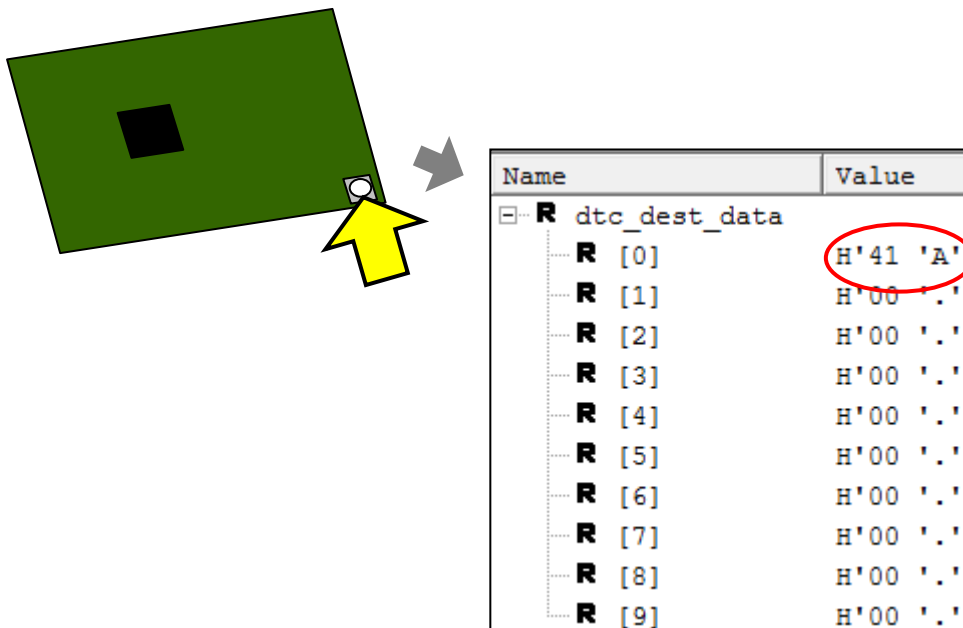 Name Value
R dtc_dest_data
R [0] H'41 'A'
R [1] H'00 '.'
R [2] H'00 '.'
R [3] H'00 '.'
R [4] H'00 '.'
R [5] H'00 '.'
R [6] H'00 '.'
R [7] H'00 '.'
R [8] H'00 '.'
R [9] H'00 '.'